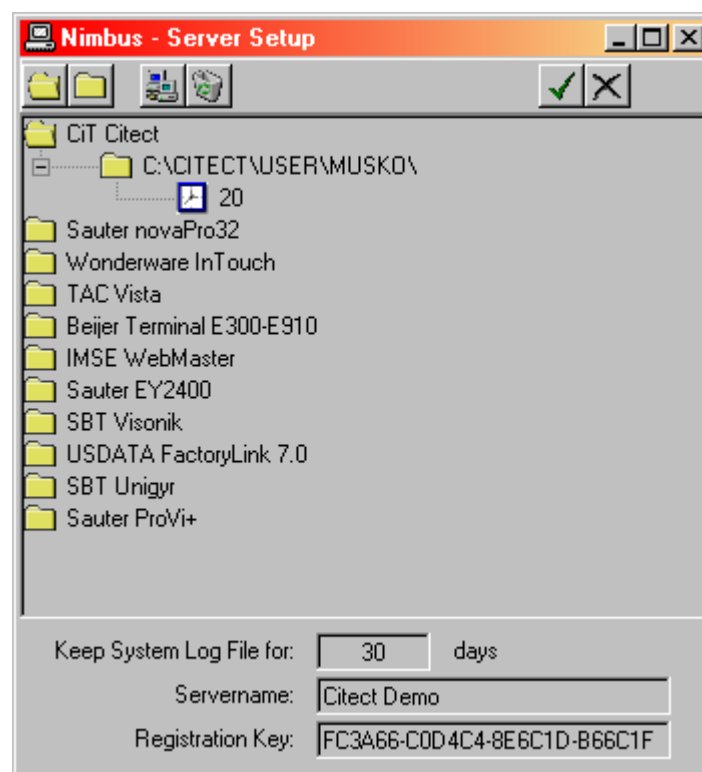 Nimbus - Server Setup
CiT Citect
C:\CITECT\USER\MUSKO\
20
Sauter novaPro32
Wonderware InTouch
TAC Vista
Beijer Terminal E300-E910
IMSE WebMaster
Sauter EY2400
SBT Visonik
USDATA FactoryLink 7.0
SBT Unigyr
Sauter ProVi+
Keep System Log File for: 30 days
Servername: Citect Demo
Registration Key: FC3A66-C0D4C4-8E6C1D-B66C1F